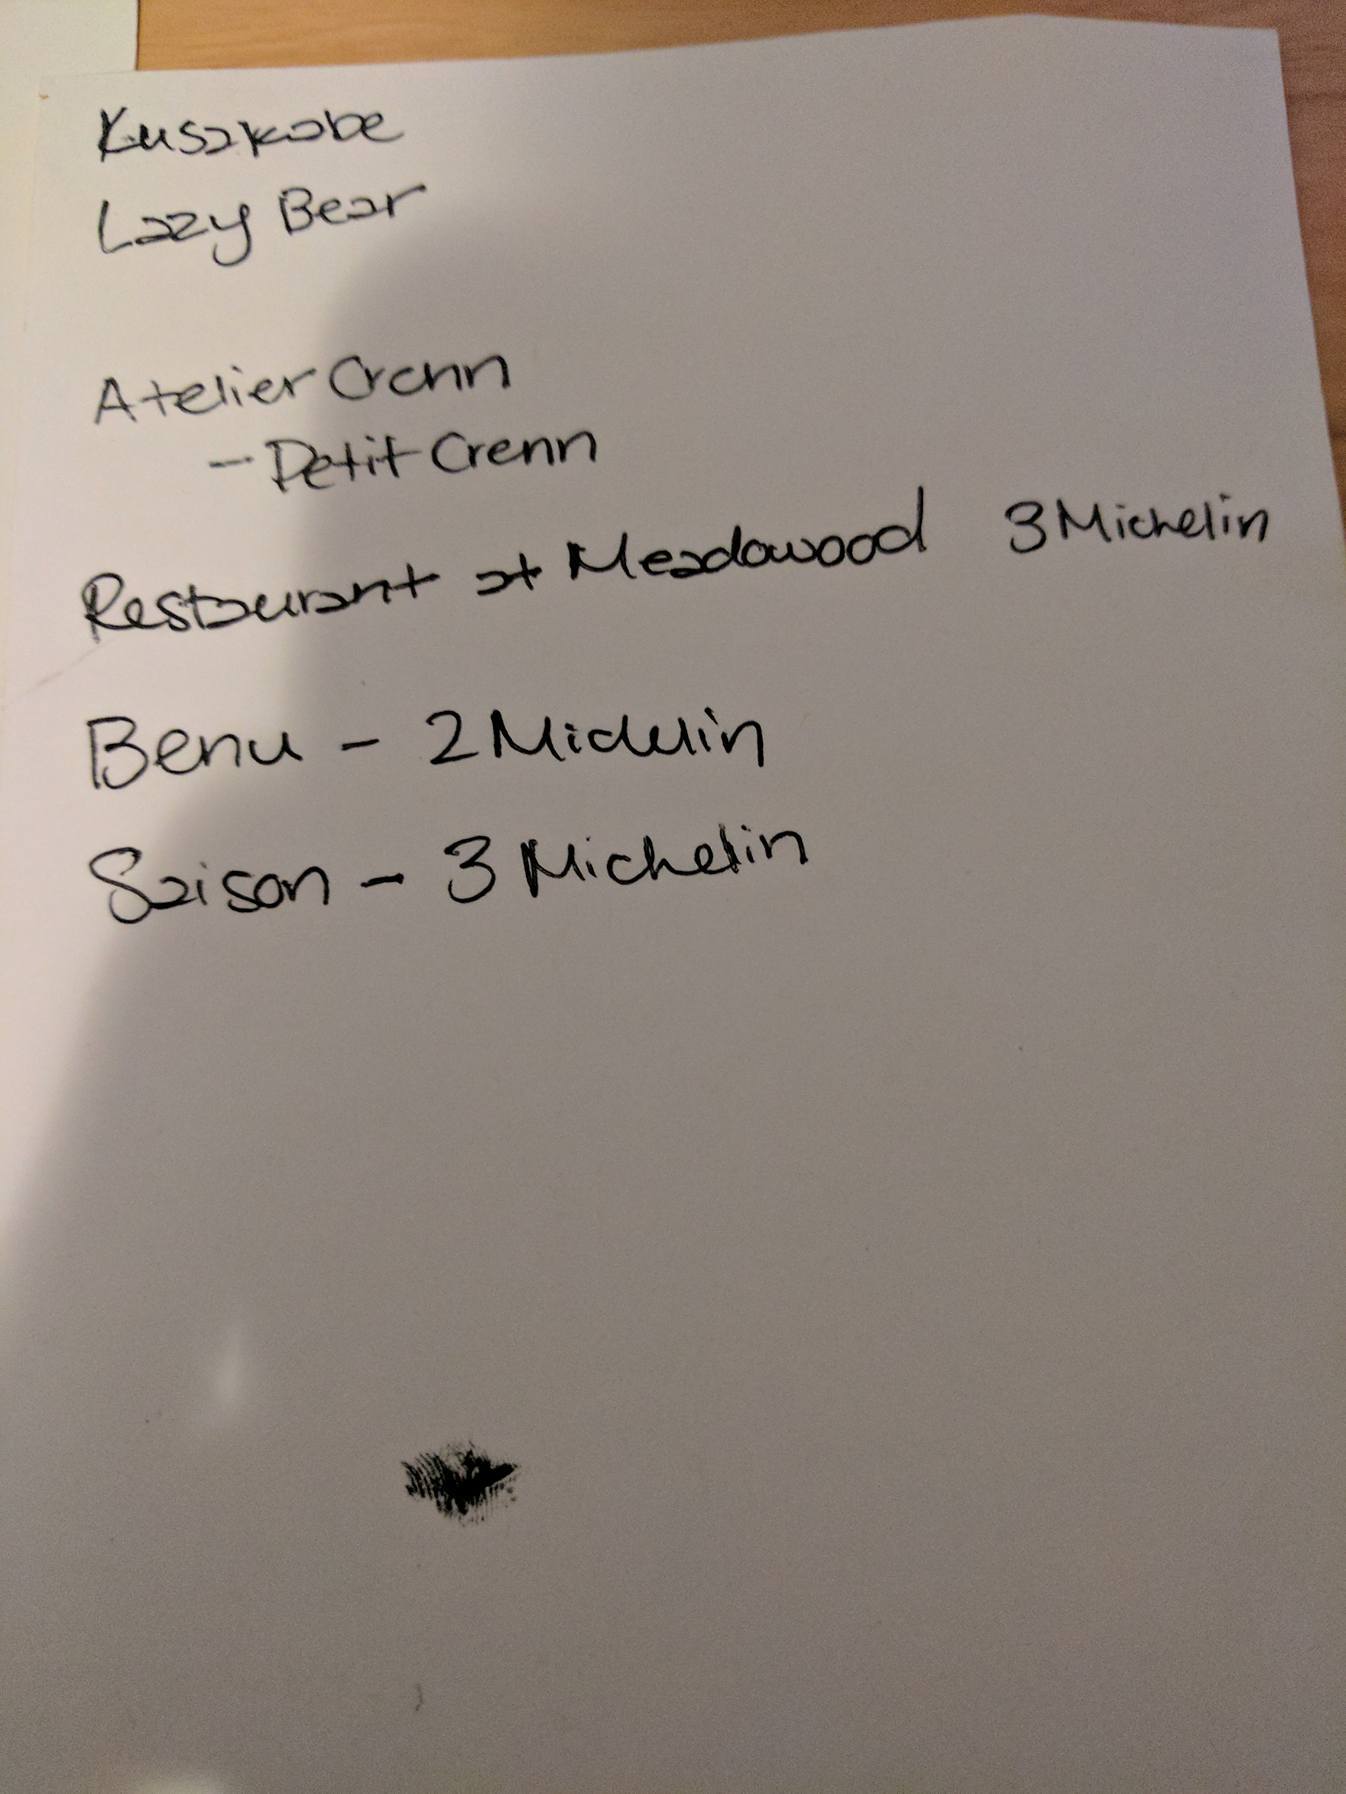 Kusakabe
Lazy Bear
Atelier Crenn
- Petit Crenn
Restaurant at Meadowood 3 Michelin
Benu - 2 Michelin
Saison - 3 Michelin